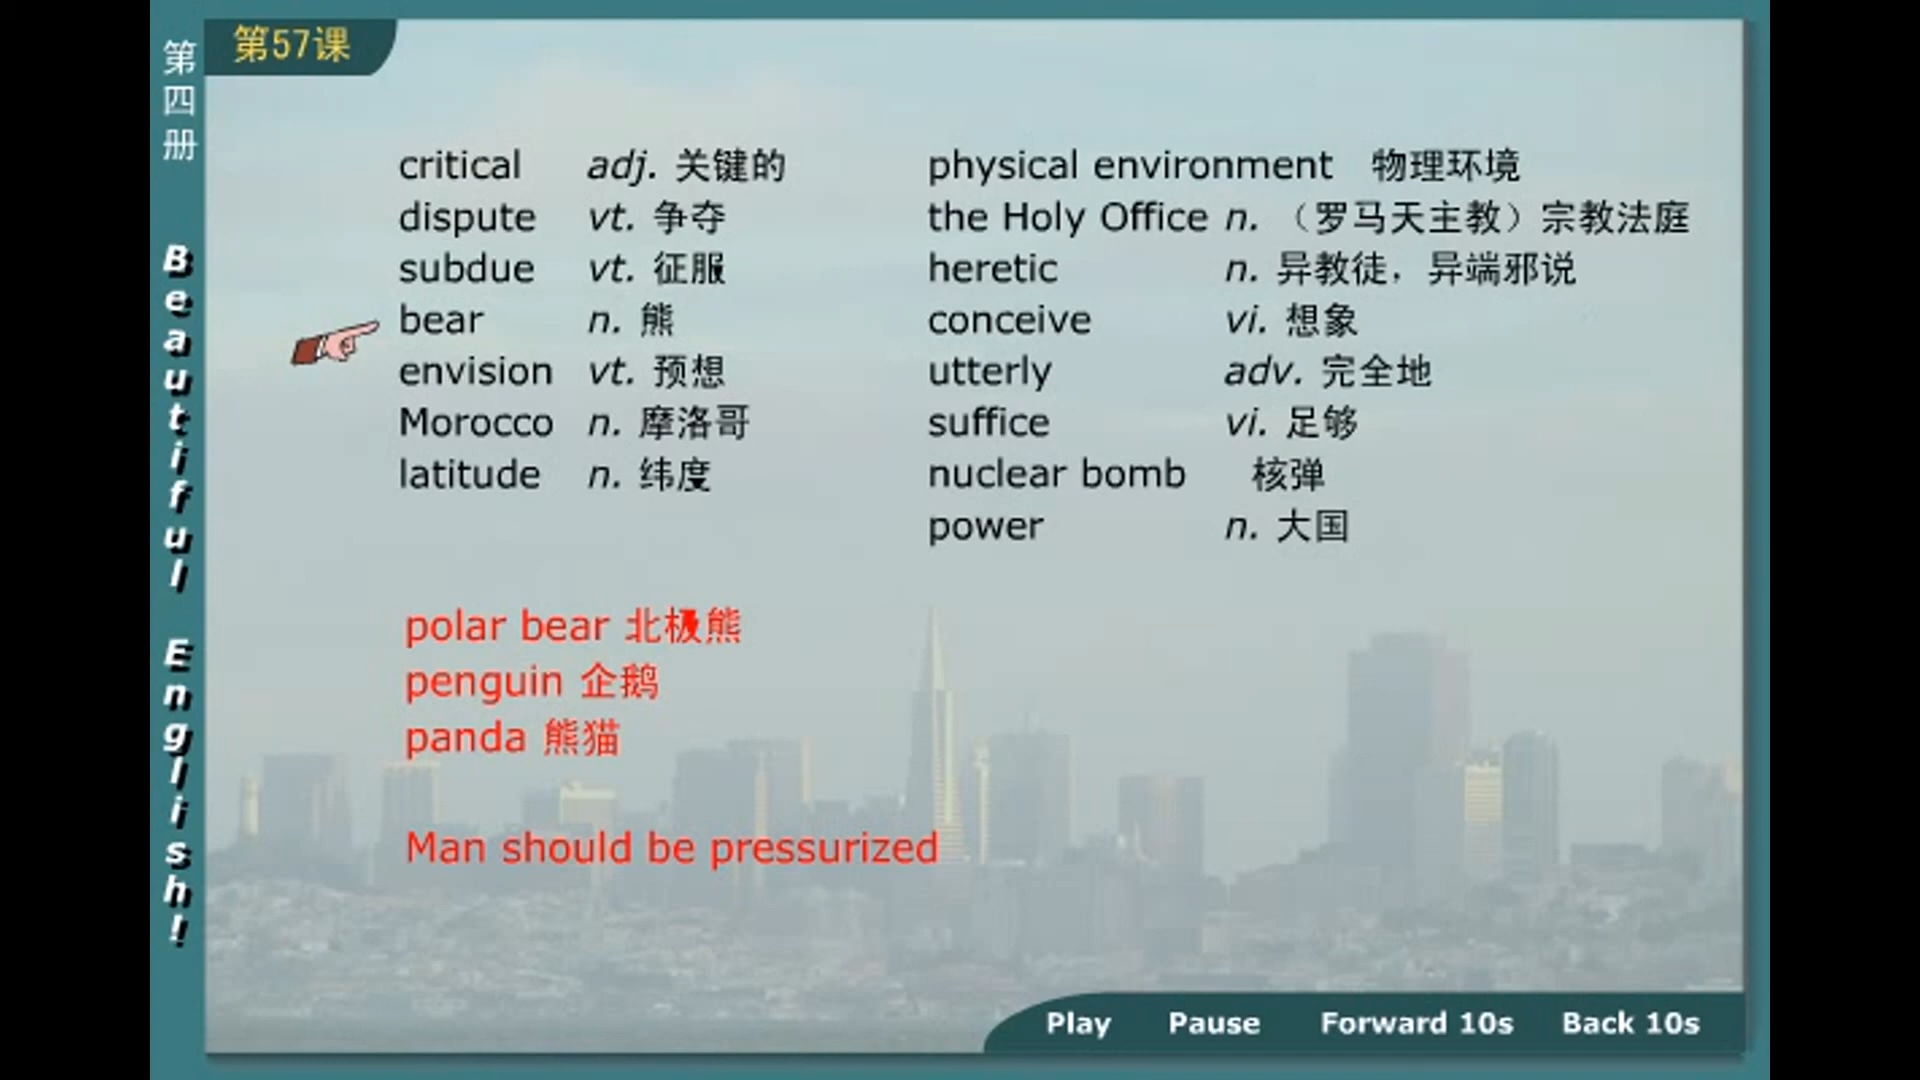 第57课
第四册
Beautiful English!
critical adj. 关键的
dispute vt. 争夺
subdue vt. 征服
bear n. 熊
envision vt. 预想
Morocco n. 摩洛哥
latitude n. 纬度
physical environment 物理环境
the Holy Office n. （罗马天主教）宗教法庭
heretic n. 异教徒，异端邪说
conceive vi. 想象
utterly adv. 完全地
suffice vi. 足够
nuclear bomb 核弹
power n. 大国
polar bear 北极熊
penguin 企鹅
panda 熊猫
Man should be pressurized
Play Pause Forward 10s Back 10s